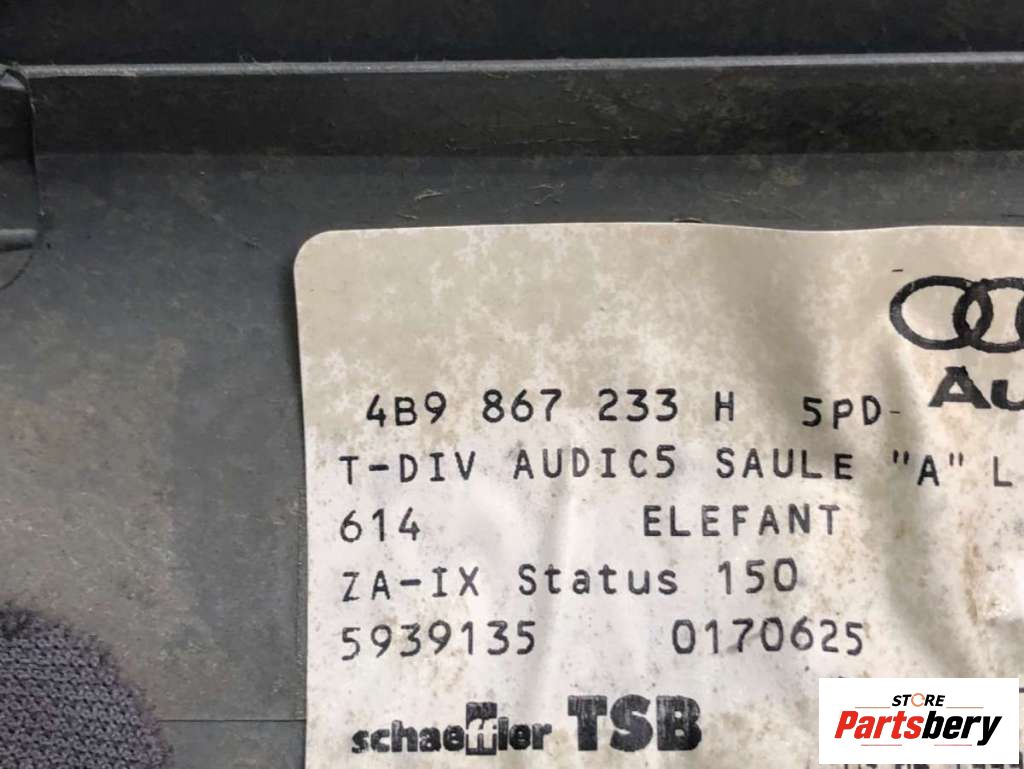 Au
4B9 867 233 H 5PD-
T-DIV AUDIC5 SAULE "A" L
614 ELEFANT
ZA-IX Status 150
5939135 0170625
schaeffler TSB
STORE
Partsbery